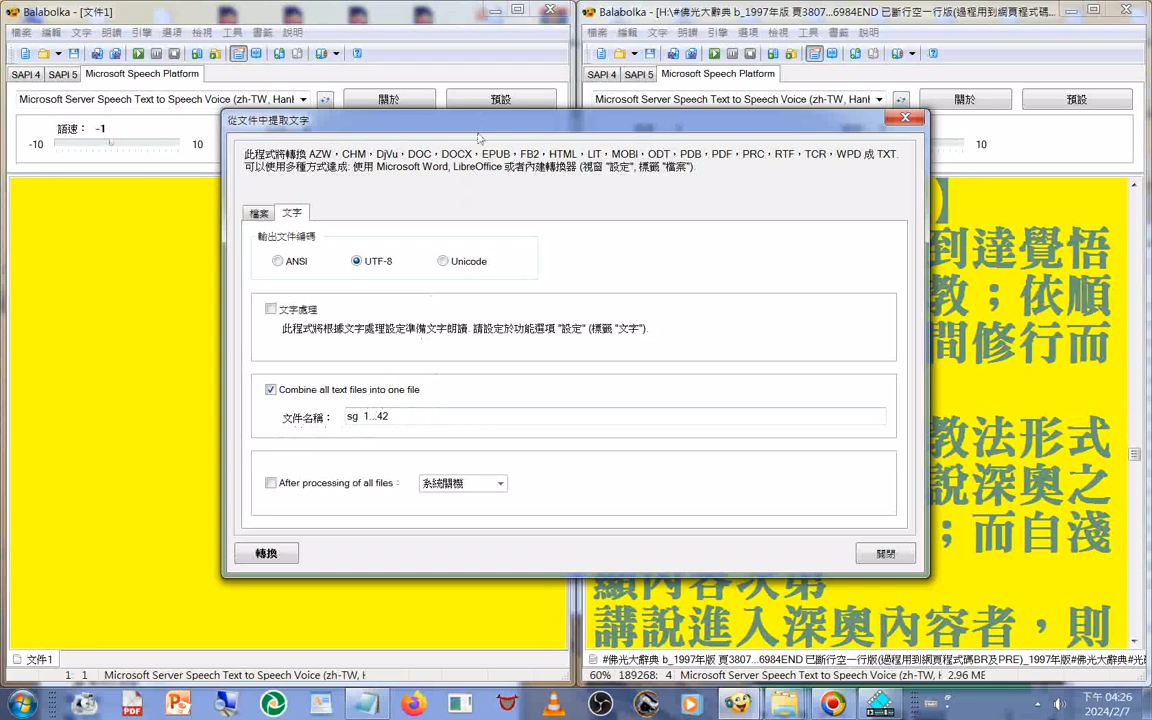 Balabolka - [文件1]
檔案 編輯 文字 朗讀 引擎 選項 檢視 工具 書籤 說明
SAPI 4 SAPI 5 Microsoft Speech Platform
Microsoft Server Speech Text to Speech Voice (zh-TW, Hanl
關於
預設
語速： -1
-10
10
Balabolka - [H:\#佛光大辭典 b_1997年版 頁3807...6984END 已斷行空一行版(過程用到網頁程式碼...
檔案 編輯 文字 朗讀 引擎 選項 檢視 工具 書籤 說明
SAPI 4 SAPI 5 Microsoft Speech Platform
Microsoft Server Speech Text to Speech Voice (zh-TW, Hanl
關於
預設
10
從文件中提取文字
此程式將轉換 AZW，CHM，DjVu，DOC，DOCX，EPUB，FB2，HTML，LIT，MOBI，ODT，PDB，PDF，PRC，RTF，TCR，WPD 成 TXT.
可以使用多種方式達成: 使用 Microsoft Word, LibreOffice 或者內建轉換器 (視窗 "設定", 標籤 "檔案").
檔案 文字
輸出文件編碼
ANSI UTF-8 Unicode
文字處理
此程式將根據文字處理設定準備文字朗讀. 請設定於功能選項 "設定" (標籤 "文字").
Combine all text files into one file
文件名稱： sg 1...42
After processing of all files： 系統關機
轉換
關閉
】
到達覺悟
教；依順
間修行而
教法形式
說深奧之
；而自淺
顯內容次第
講說進入深奧內容者，則
文件1
1: 1 Microsoft Server Speech Text to Speech Voice (zh-TW, H
#佛光大辭典 b_1997年版 頁3807...6984END 已斷行空一行版(過程用到網頁程式碼BR及PRE)_1997年版#佛光大辭典#光
60% 189268: 4 Microsoft Server Speech Text to Speech Voice (zh-TW, H 2.96 ME
下午 04:26
2024/2/7